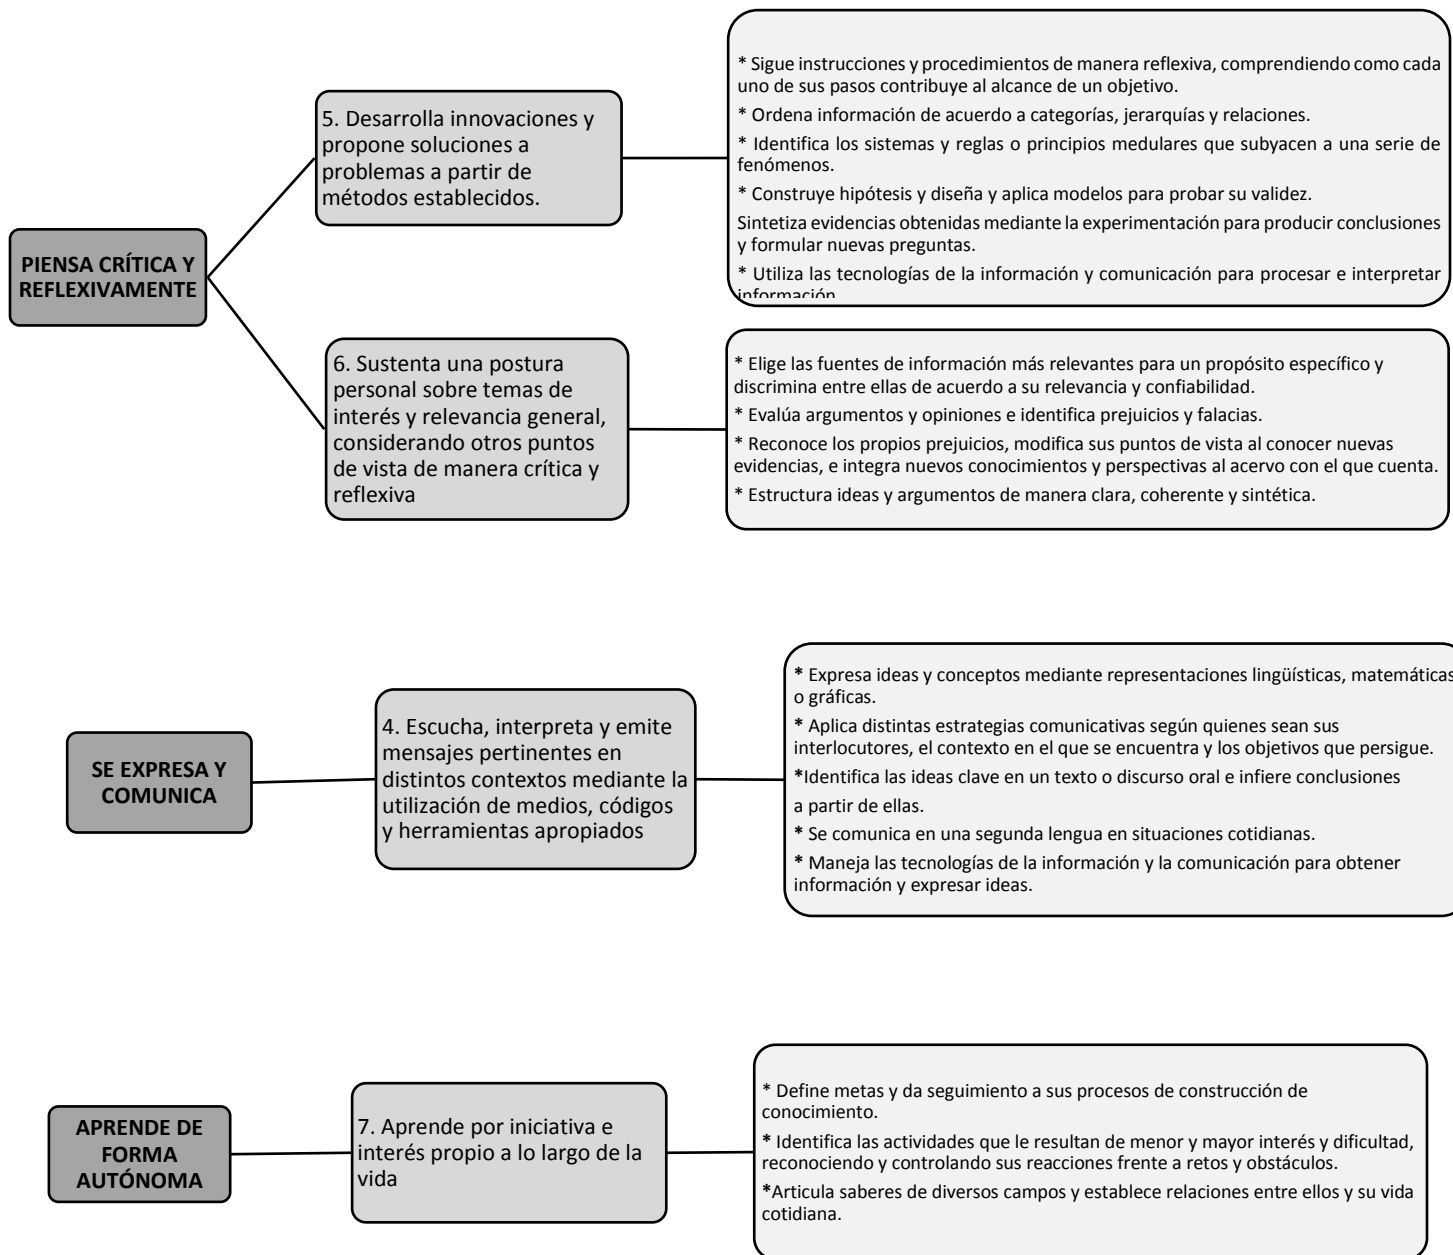 PIENSA CRÍTICA Y
REFLEXIVAMENTE
5. Desarrolla innovaciones y
propone soluciones a
problemas a partir de
métodos establecidos.
* Sigue instrucciones y procedimientos de manera reflexiva, comprendiendo como cada
uno de sus pasos contribuye al alcance de un objetivo.
* Ordena información de acuerdo a categorías, jerarquías y relaciones.
* Identifica los sistemas y reglas o principios medulares que subyacen a una serie de
fenómenos.
* Construye hipótesis y diseña y aplica modelos para probar su validez.
Sintetiza evidencias obtenidas mediante la experimentación para producir conclusiones
y formular nuevas preguntas.
* Utiliza las tecnologías de la información y comunicación para procesar e interpretar
información
6. Sustenta una postura
personal sobre temas de
interés y relevancia general,
considerando otros puntos
de vista de manera crítica y
reflexiva
* Elige las fuentes de información más relevantes para un propósito específico y
discrimina entre ellas de acuerdo a su relevancia y confiabilidad.
* Evalúa argumentos y opiniones e identifica prejuicios y falacias.
* Reconoce los propios prejuicios, modifica sus puntos de vista al conocer nuevas
evidencias, e integra nuevos conocimientos y perspectivas al acervo con el que cuenta.
* Estructura ideas y argumentos de manera clara, coherente y sintética.
SE EXPRESA Y
COMUNICA
4. Escucha, interpreta y emite
mensajes pertinentes en
distintos contextos mediante la
utilización de medios, códigos
y herramientas apropiados
* Expresa ideas y conceptos mediante representaciones lingüísticas, matemáticas
o gráficas.
* Aplica distintas estrategias comunicativas según quienes sean sus
interlocutores, el contexto en el que se encuentra y los objetivos que persigue.
*Identifica las ideas clave en un texto o discurso oral e infiere conclusiones
a partir de ellas.
* Se comunica en una segunda lengua en situaciones cotidianas.
* Maneja las tecnologías de la información y la comunicación para obtener
información y expresar ideas.
APRENDE DE
FORMA
AUTÓNOMA
7. Aprende por iniciativa e
interés propio a lo largo de la
vida
* Define metas y da seguimiento a sus procesos de construcción de
conocimiento.
* Identifica las actividades que le resultan de menor y mayor interés y dificultad,
reconociendo y controlando sus reacciones frente a retos y obstáculos.
*Articula saberes de diversos campos y establece relaciones entre ellos y su vida
cotidiana.